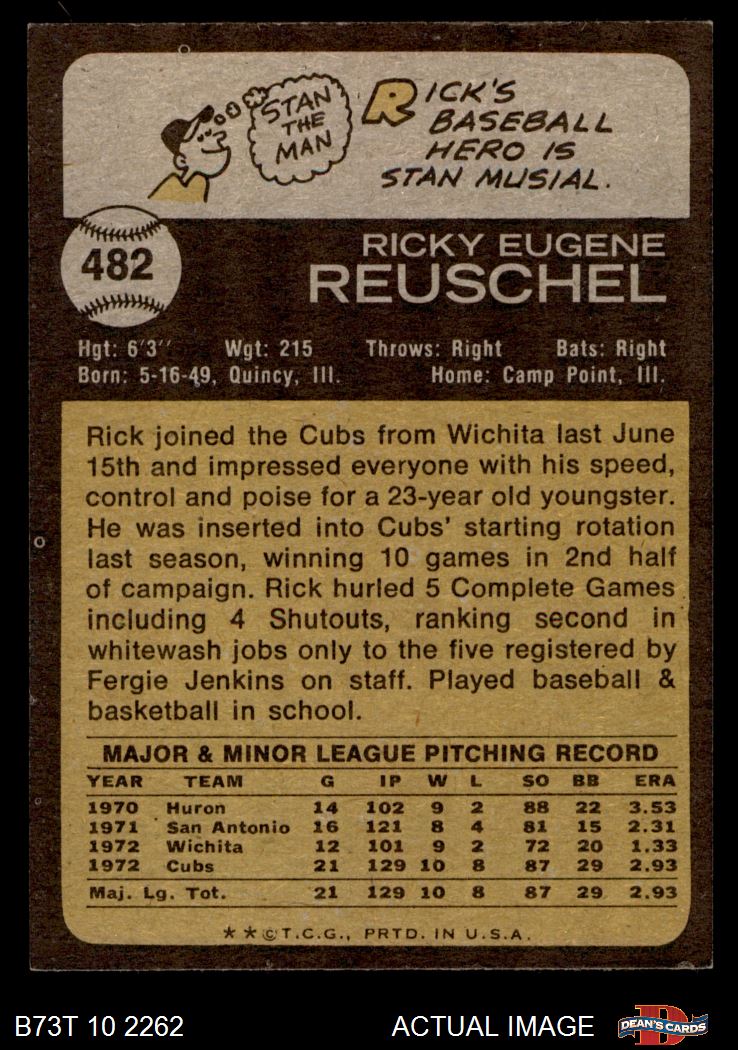 STAN
THE
MAN
RICK'S
BASEBALL
HERO IS
STAN MUSIAL.
482
RICKY EUGENE
REUSCHEL
Hgt: 6'3'' Wgt: 215 Throws: Right Bats: Right
Born: 5-16-49, Quincy, Ill. Home: Camp Point, Ill.
Rick joined the Cubs from Wichita last June
15th and impressed everyone with his speed,
control and poise for a 23-year old youngster.
He was inserted into Cubs' starting rotation
last season, winning 10 games in 2nd half
of campaign. Rick hurled 5 Complete Games
including 4 Shutouts, ranking second in
whitewash jobs only to the five registered by
Fergie Jenkins on staff. Played baseball &
basketball in school.
MAJOR & MINOR LEAGUE PITCHING RECORD
YEAR TEAM G IP W L SO BB ERA
1970 Huron 14 102 9 2 88 22 3.53
1971 San Antonio 16 121 8 4 81 15 2.31
1972 Wichita 12 101 9 2 72 20 1.33
1972 Cubs 21 129 10 8 87 29 2.93
Maj. Lg. Tot. 21 129 10 8 87 29 2.93
* * © T.C.G., PRTD. IN U.S.A.
B73T 10 2262 ACTUAL IMAGE D DEAN'S CARDS